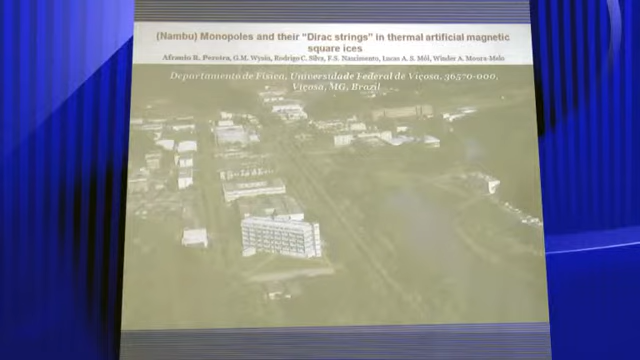 (Nambu) Monopoles and their "Dirac strings" in thermal artificial magnetic
square ices
Afranio R. Pereira, G.M. Wysin, Rodrigo C. Silva, F.S. Nascimento, Lucas A. S. Mól, Winder A. Moura-Melo
Departamento de Física, Universidade Federal de Viçosa, 36570-000,
Viçosa, MG, Brazil